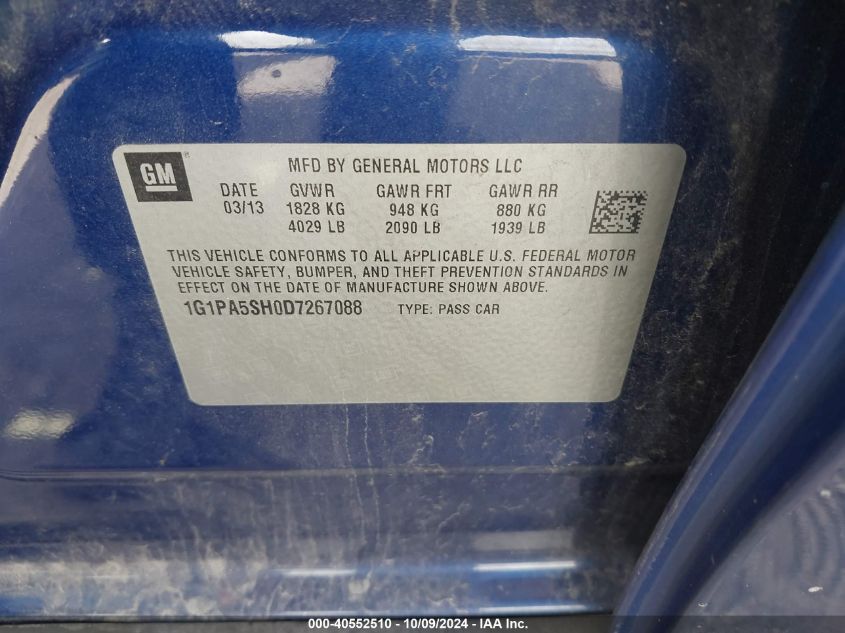 GM ®
MFD BY GENERAL MOTORS LLC
DATE GVWR GAWR FRT GAWR RR
03/13 1828 KG 948 KG 880 KG
4029 LB 2090 LB 1939 LB
THIS VEHICLE CONFORMS TO ALL APPLICABLE U.S. FEDERAL MOTOR
VEHICLE SAFETY, BUMPER, AND THEFT PREVENTION STANDARDS IN
EFFECT ON THE DATE OF MANUFACTURE SHOWN ABOVE.
1G1PA5SH0D7267088 TYPE: PASS CAR
000-40552510 - 10/09/2024 - IAA Inc.